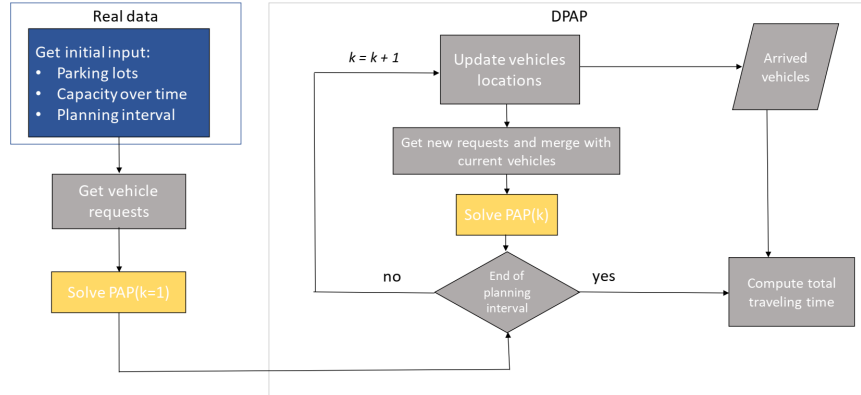 Real data
Get initial input:
• Parking lots
• Capacity over time
• Planning interval
Get vehicle
requests
Solve PAP(k=1)
DPAP
k = k + 1
Update vehicles
locations
Arrived
vehicles
Get new requests and merge with
current vehicles
Solve PAP(k)
no
End of
planning
interval
yes
Compute total
traveling time